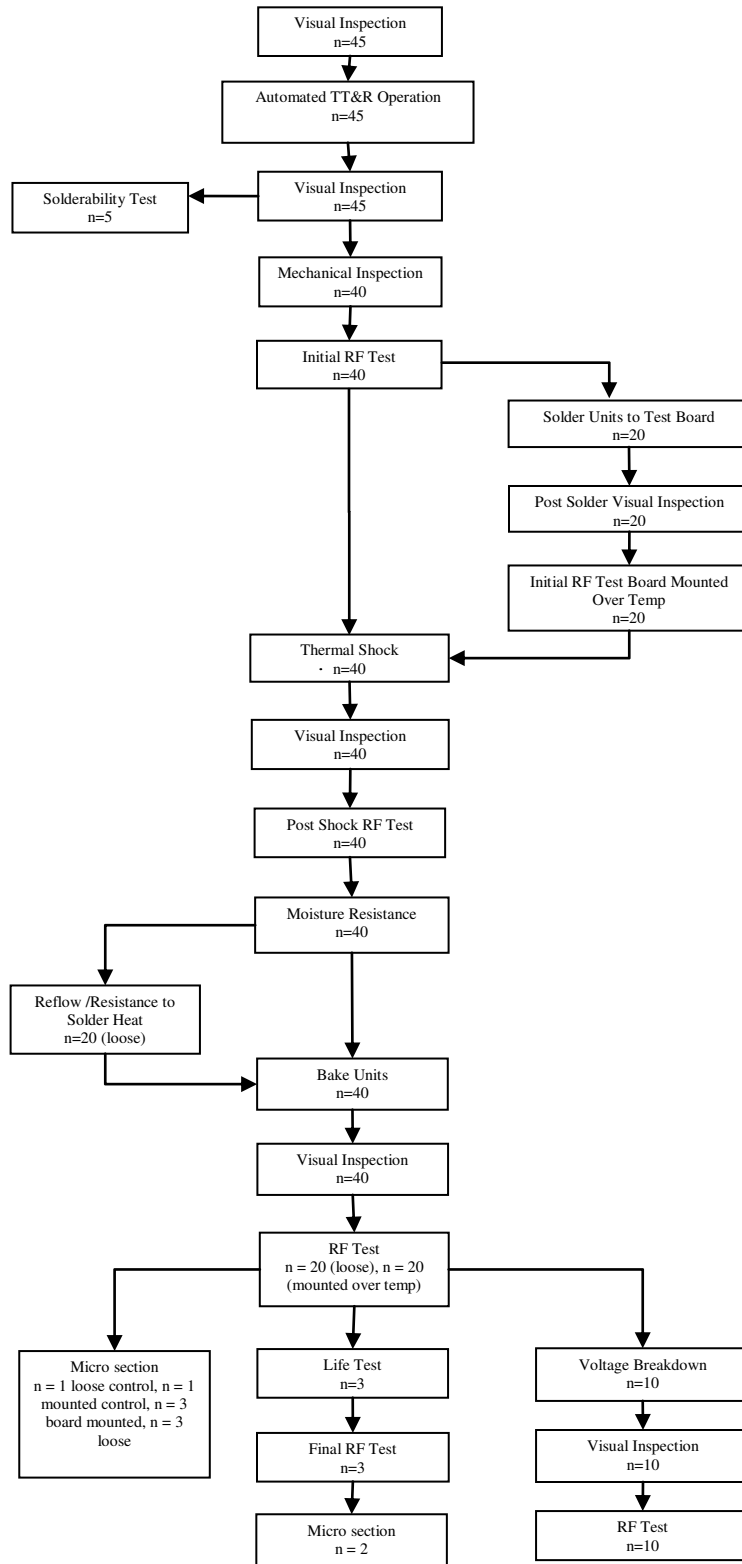 Visual Inspection
n=45
Automated TT&R Operation
n=45
Solderability Test
n=5
Visual Inspection
n=45
Mechanical Inspection
n=40
Initial RF Test
n=40
Solder Units to Test Board
n=20
Post Solder Visual Inspection
n=20
Initial RF Test Board Mounted
Over Temp
n=20
Thermal Shock
· n=40
Visual Inspection
n=40
Post Shock RF Test
n=40
Moisture Resistance
n=40
Reflow /Resistance to
Solder Heat
n=20 (loose)
Bake Units
n=40
Visual Inspection
n=40
RF Test
n = 20 (loose), n = 20
(mounted over temp)
Micro section
n = 1 loose control, n = 1
mounted control, n = 3
board mounted, n = 3
loose
Life Test
n=3
Final RF Test
n=3
Micro section
n = 2
Voltage Breakdown
n=10
Visual Inspection
n=10
RF Test
n=10